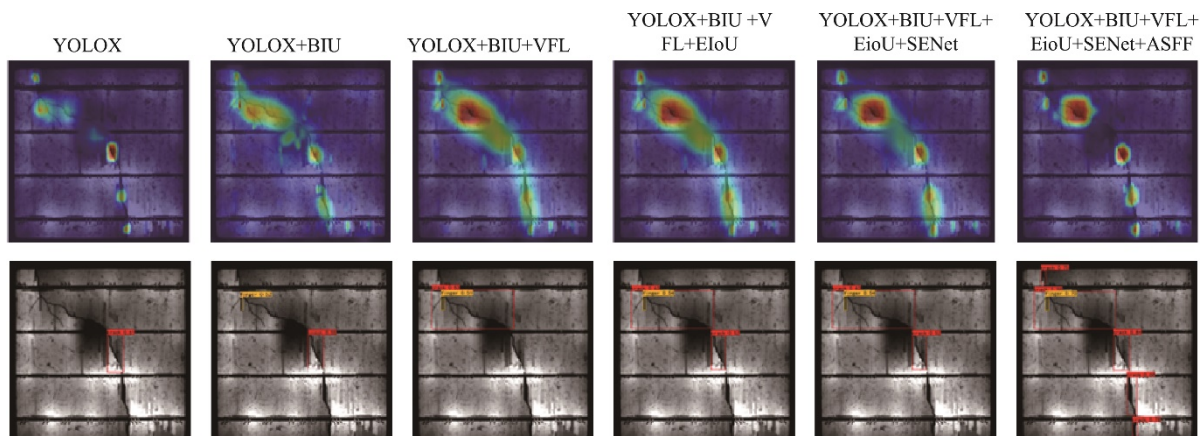 YOLOX
YOLOX+BIU
YOLOX+BIU+VFL
YOLOX+BIU +V
FL+EIoU
YOLOX+BIU+VFL+
EioU+SENet
YOLOX+BIU+VFL+
EioU+SENet+ASFF